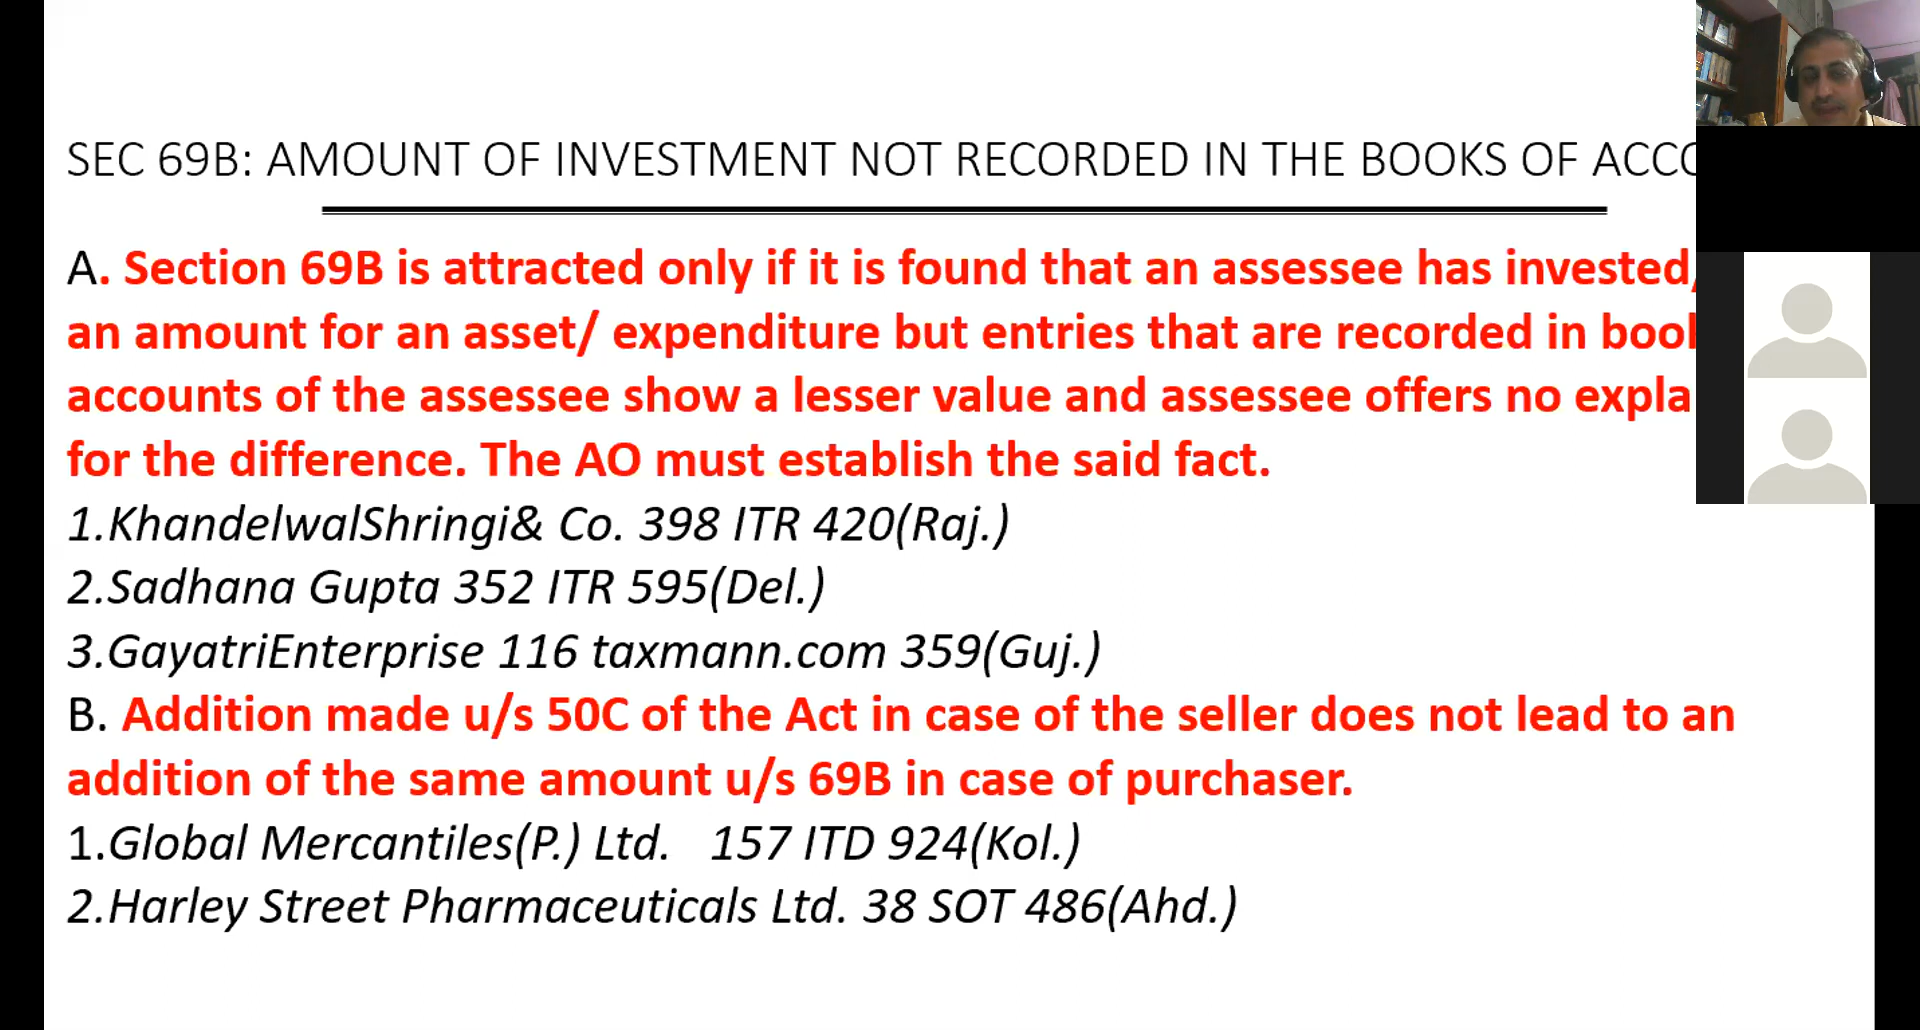 SEC 69B: AMOUNT OF INVESTMENT NOT RECORDED IN THE BOOKS OF
A. Section 69B is attracted only if it is found that an assessee has invested
an amount for an asset/ expenditure but entries that are recorded in
accounts of the assessee show a lesser value and assessee offers no
for the difference. The AO must establish the said fact.
1.KhandelwalShringi& Co. 398 ITR 420(Raj.)
2.Sadhana Gupta 352 ITR 595(Del.)
3.GayatriEnterprise 116 taxmann.com 359(Guj.)
B. Addition made u/s 50C of the Act in case of the seller does not lead to an
addition of the same amount u/s 69B in case of purchaser.
1.Global Mercantiles(P.) Ltd. 157 ITD 924(Kol.)
2.Harley Street Pharmaceuticals Ltd. 38 SOT 486(Ahd.)